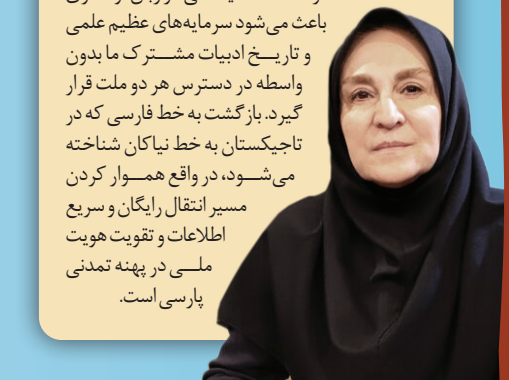 باعث می‌شود سرمایه‌های عظیم علمی
و تاریخ ادبیات مشترک ما بدون
واسطه در دسترس هر دو ملت قرار
گیرد. بازگشت به خط فارسی که در
تاجیکستان به خط نیاکان شناخته
می‌شود، در واقع هموار کردن
مسیر انتقال رایگان و سریع
اطلاعات و تقویت هویت
ملی در پهنه تمدنی
پارسی است.